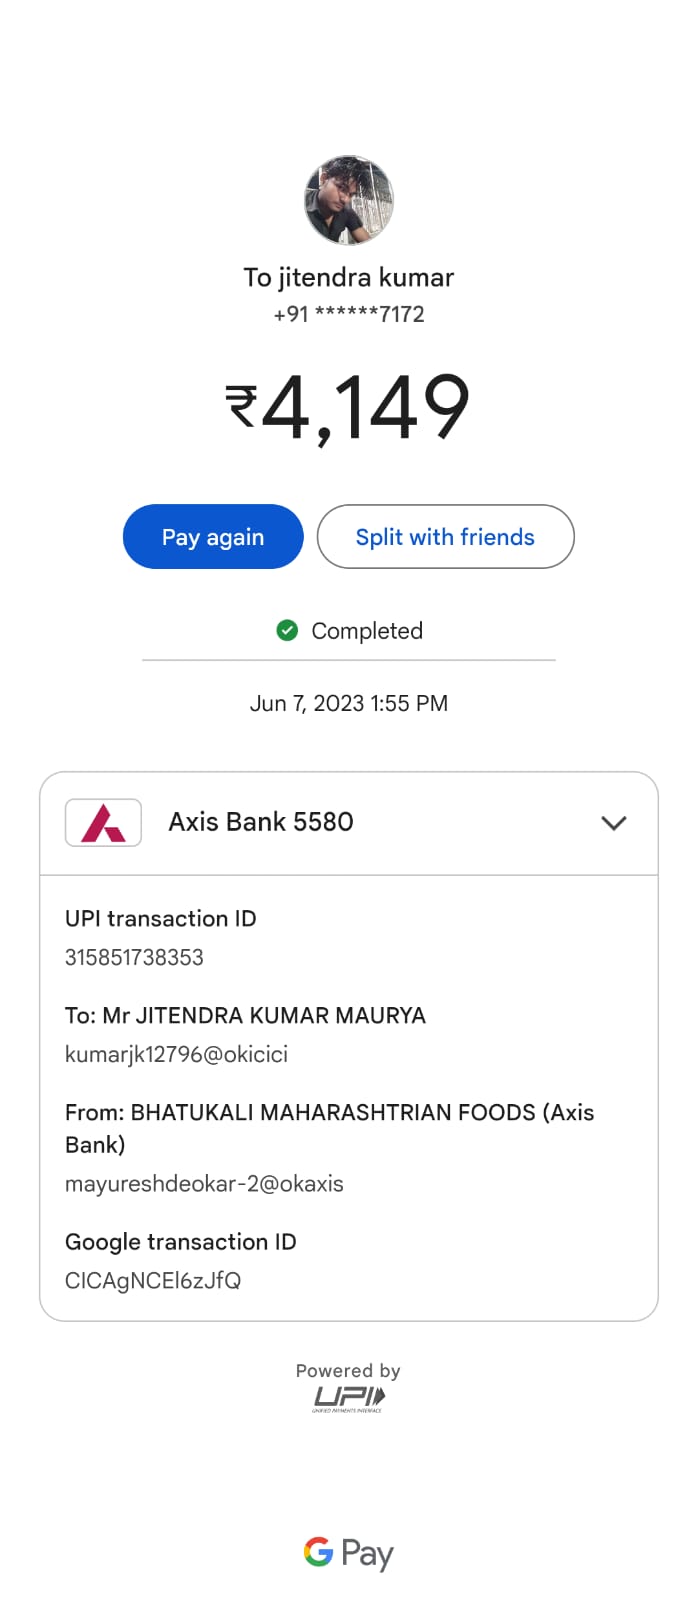 To jitendra kumar
+91 ******7172
₹4,149
Pay again
Split with friends
Completed
Jun 7, 2023 1:55 PM
Axis Bank 5580
UPI transaction ID
315851738353
To: Mr JITENDRA KUMAR MAURYA
kumarjk12796@okicici
From: BHATUKALI MAHARASHTRIAN FOODS (Axis
Bank)
mayureshdeokar-2@okaxis
Google transaction ID
CICAgNCEl6zJfQ
Powered by
UPI
UNIFIED PAYMENTS INTERFACE
G Pay